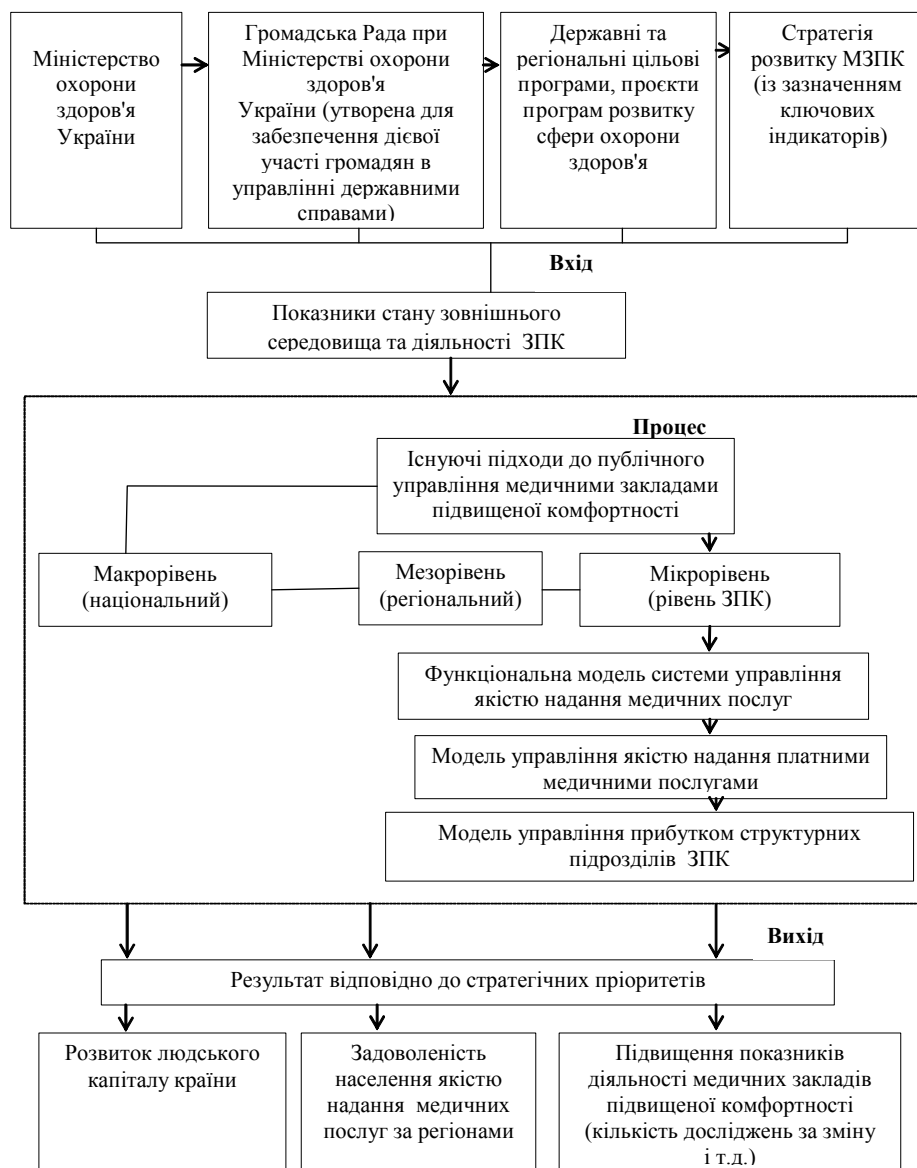 Міністерство
охорони
здоров'я
України
Громадська Рада при
Міністерстві охорони
здоров'я
України (утворена для
забезпечення дієвої
участі громадян в
управлінні державними
справами)
Державні та
регіональні цільові
програми, проєкти
програм розвитку
сфери охорони
здоров'я
Стратегія
розвитку МЗПК
(із зазначенням
ключових
індикаторів)
Вхід
Показники стану зовнішнього
середовища та діяльності ЗПК
Процес
Існуючі підходи до публічного
управління медичними закладами
підвищеної комфортності
Макрорівень
(національний)
Мезорівень
(регіональний)
Мікрорівень
(рівень ЗПК)
Функціональна модель системи управління
якістю надання медичних послуг
Модель управління якістю надання платними
медичними послугами
Модель управління прибутком структурних
підрозділів ЗПК
Вихід
Результат відповідно до стратегічних пріоритетів
Розвиток людського
капіталу країни
Задоволеність
населення якістю
надання медичних
послуг за регіонами
Підвищення показників
діяльності медичних закладів
підвищеної комфортності
(кількість досліджень за зміну
і т.д.)